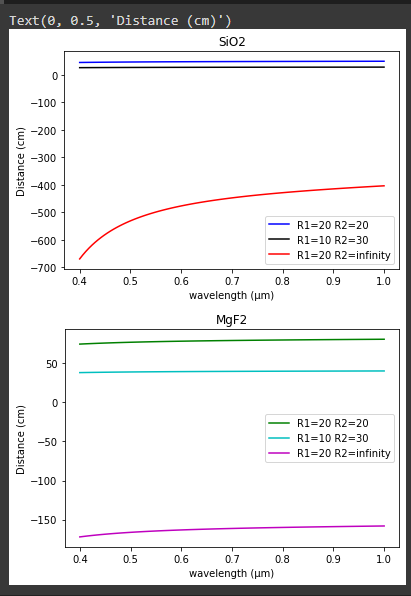 Text(0, 0.5, 'Distance (cm)')
SiO2
0
−100
−200
−300
−400
−500
−600
−700
Distance (cm)
R1=20 R2=20
R1=10 R2=30
R1=20 R2=infinity
0.4 0.5 0.6 0.7 0.8 0.9 1.0
wavelength (μm)
MgF2
50
0
−50
−100
−150
Distance (cm)
R1=20 R2=20
R1=10 R2=30
R1=20 R2=infinity
0.4 0.5 0.6 0.7 0.8 0.9 1.0
wavelength (μm)